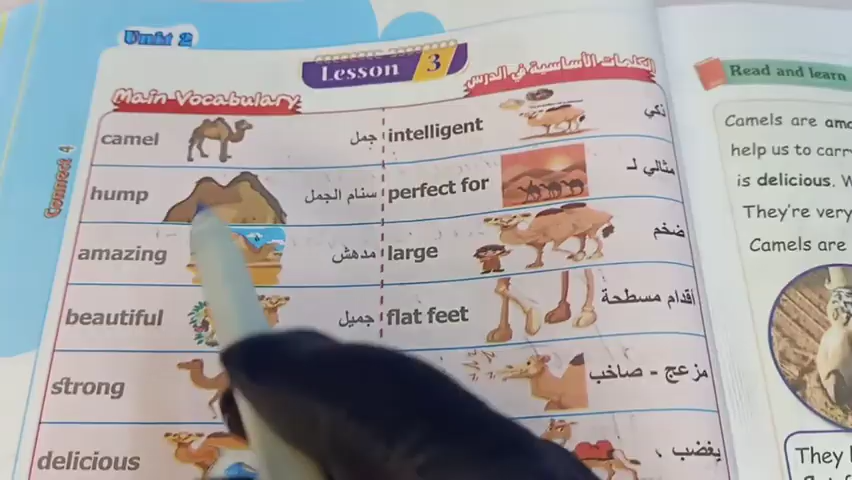 Unit 2
Lesson 3
Main Vocabulary
الكلمات الأساسية في الدرس
Connect 4
camel جمل
intelligent ذكي
hump سنام الجمل
perfect for مثالي لـ
amazing مدهش
large ضخم
beautiful جميل
flat feet أقدام مسطحة
strong
مزعج - صاخب
delicious
يغضب ،
Read and learn
Camels are
help us to
is delicious.
They're very
Camels are
They